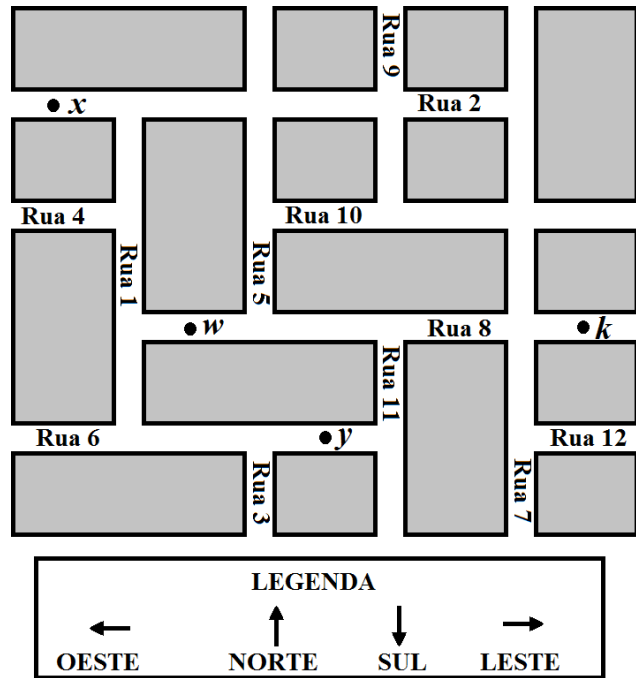 Rua 9
x
Rua 2
Rua 4
Rua 10
Rua 1
Rua 5
w
Rua 8
k
Rua 11
Rua 6
y
Rua 12
Rua 3
Rua 7
LEGENDA
OESTE NORTE SUL LESTE